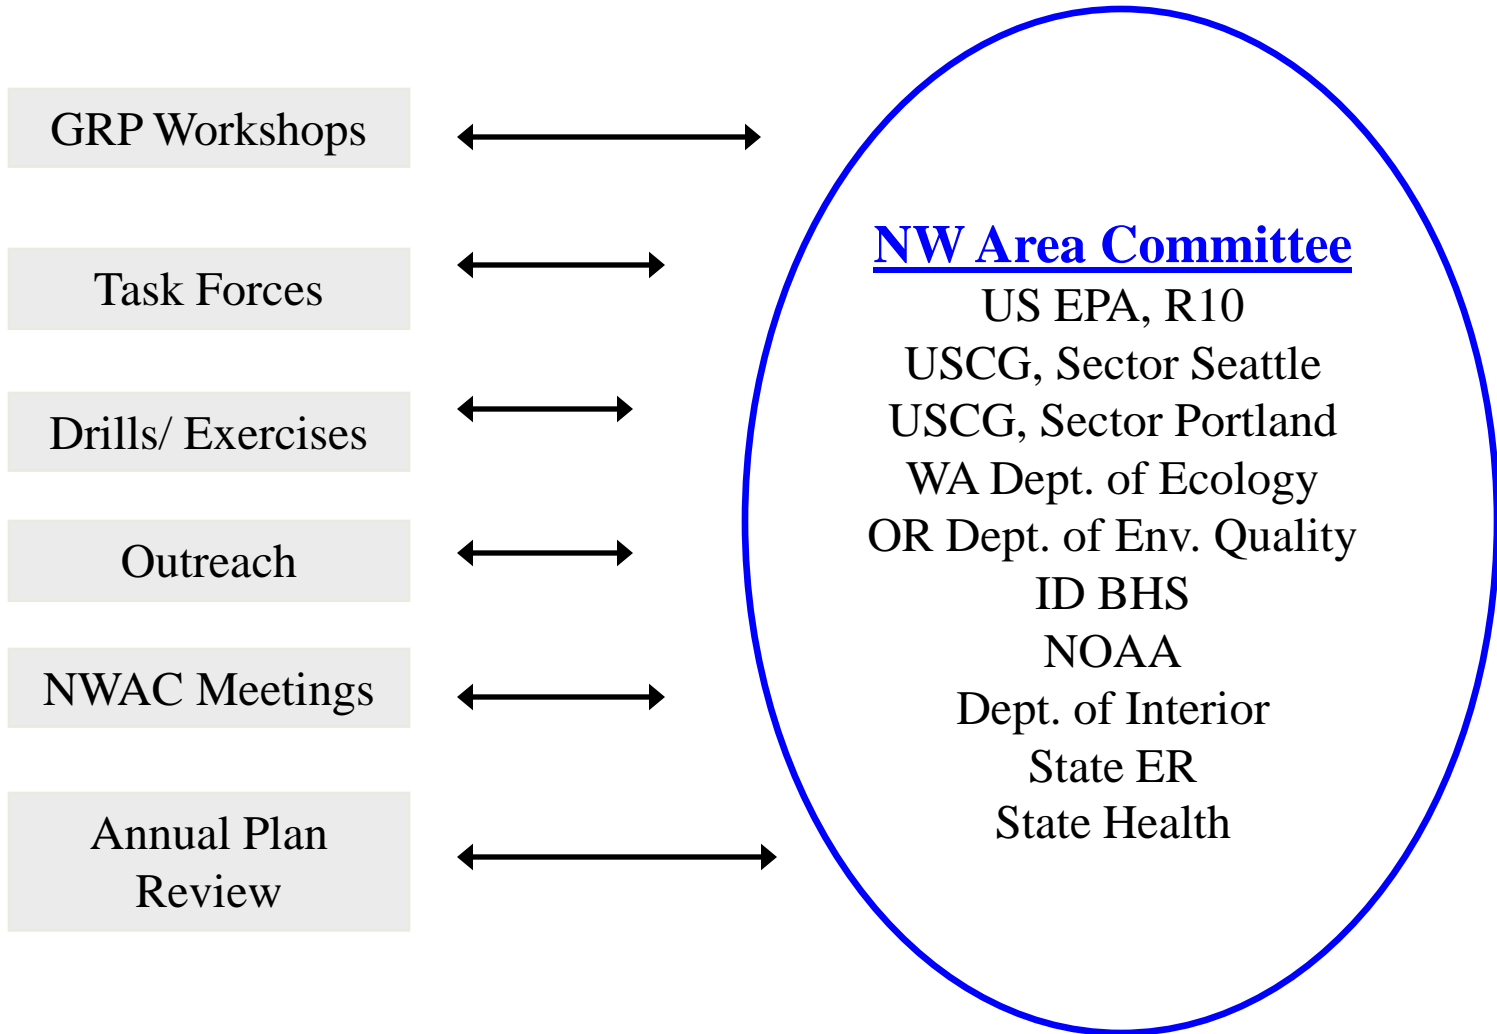 GRP Workshops
Task Forces
Drills/ Exercises
Outreach
NWAC Meetings
Annual Plan
Review
NW Area Committee
US EPA, R10
USCG, Sector Seattle
USCG, Sector Portland
WA Dept. of Ecology
OR Dept. of Env. Quality
ID BHS
NOAA
Dept. of Interior
State ER
State Health